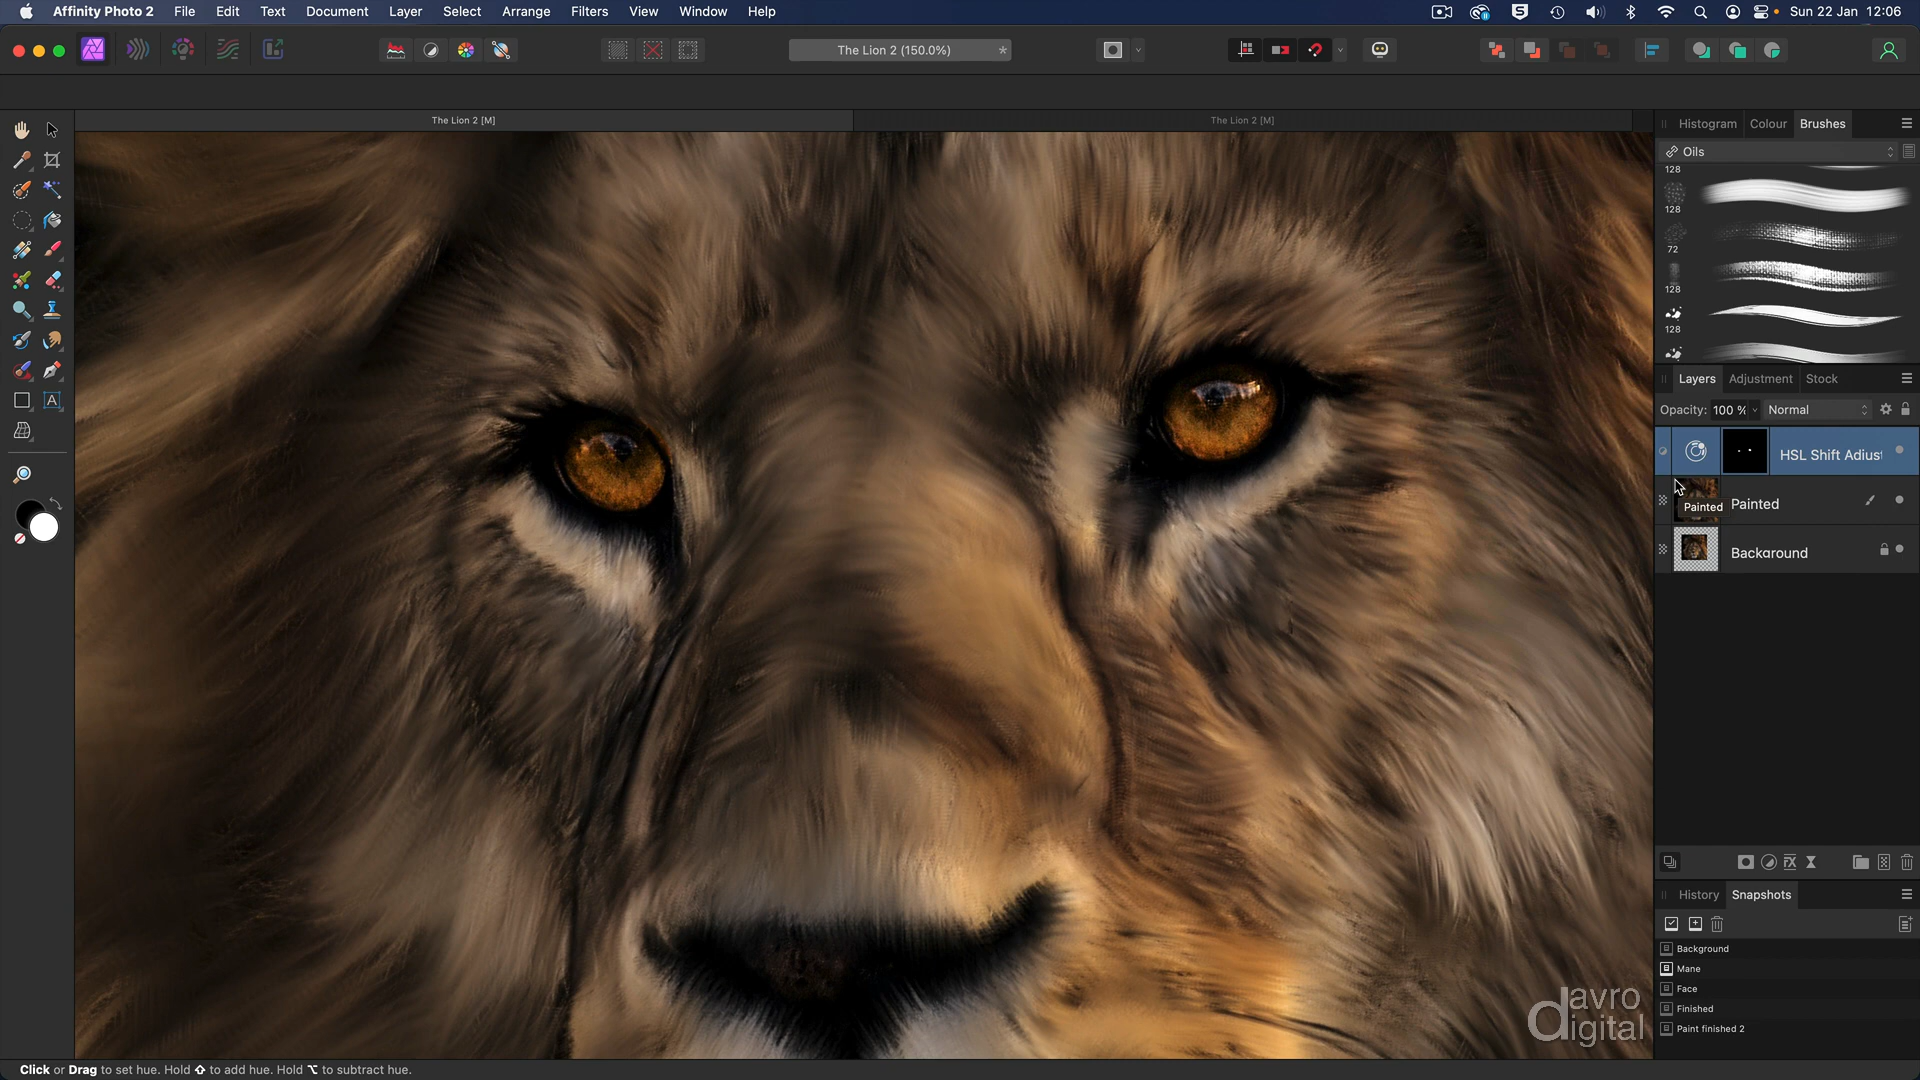 Affinity Photo 2 File Edit Text Document Layer Select Arrange Filters View Window Help Sun 22 Jan 12:06
The Lion 2 (150.0%) *
The Lion 2 [M] The Lion 2 [M]
Histogram Colour Brushes
Oils
128
128
72
128
128
Layers Adjustment Stock
Opacity: 100 % Normal
HSL Shift Adjust
Painted
Painted
Background
History Snapshots
Background
Mane
Face
Finished
Paint finished 2
davro
digital
Click or Drag to set hue. Hold ⇧ to add hue. Hold ⌥ to subtract hue.